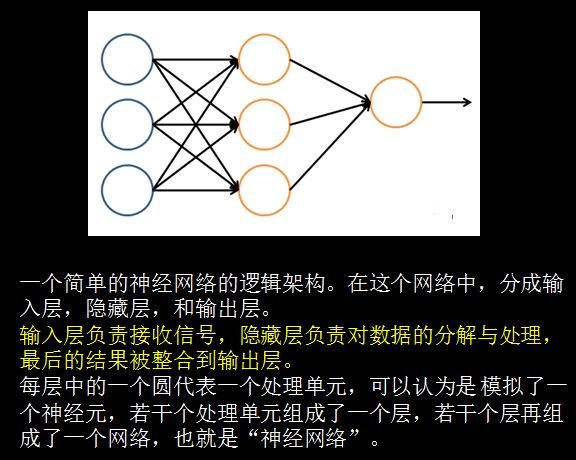 一个简单的神经网络的逻辑架构。在这个网络中，分成输
入层，隐藏层，和输出层。
输入层负责接收信号，隐藏层负责对数据的分解与处理，
最后的结果被整合到输出层。
每层中的一个圆代表一个处理单元，可以认为是模拟了一
个神经元，若干个处理单元组成了一个层，若干个层再组
成了一个网络，也就是“神经网络”。